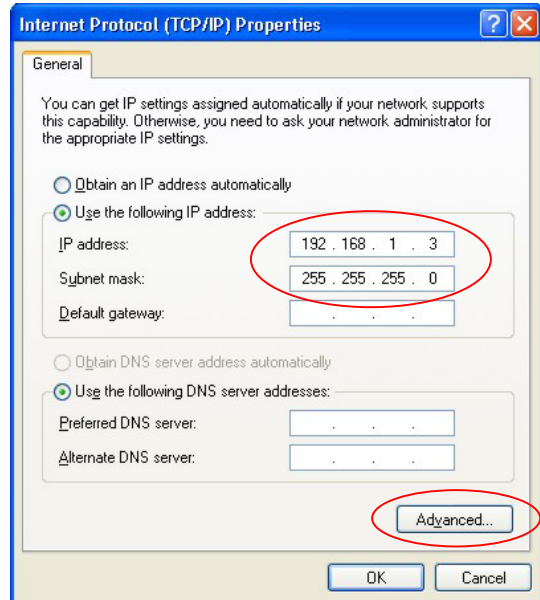 Internet Protocol (TCP/IP) Properties
General
You can get IP settings assigned automatically if your network supports
this capability. Otherwise, you need to ask your network administrator for
the appropriate IP settings.
Obtain an IP address automatically
Use the following IP address:
IP address: 192 . 168 . 1 . 3
Subnet mask: 255 . 255 . 255 . 0
Default gateway: . . .
Obtain DNS server address automatically
Use the following DNS server addresses:
Preferred DNS server: . . .
Alternate DNS server: . . .
Advanced...
OK Cancel